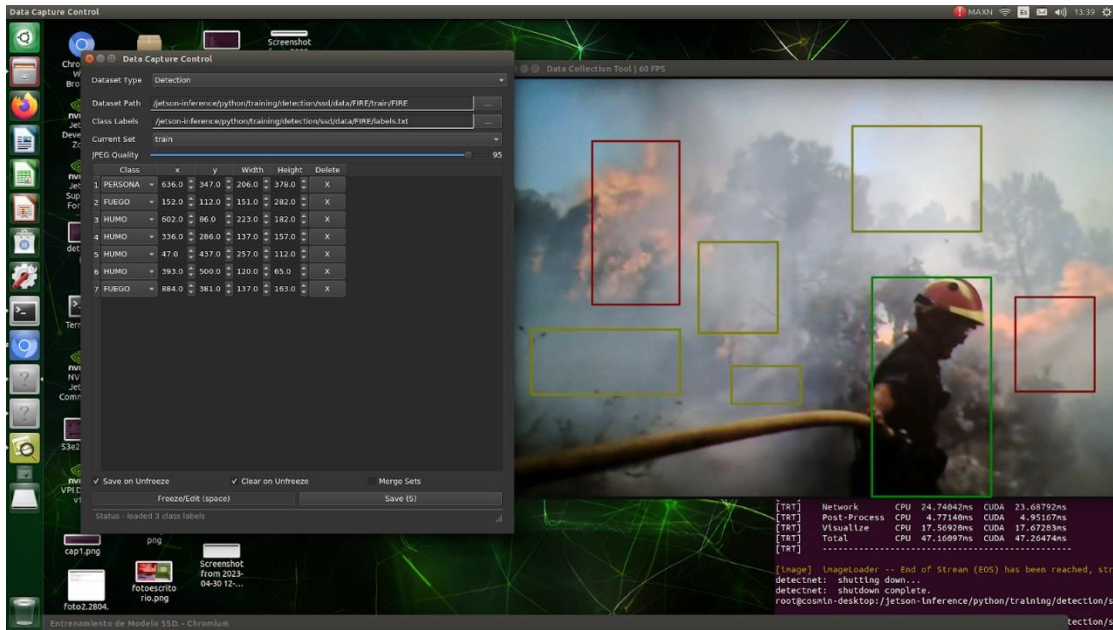 Data Capture Control
MAXN Es 13:39
Screenshot
Data Capture Control
Data Collection Tool | 60 FPS
Dataset Type Detection
Dataset Path /jetson-inference/python/training/detection/ssd/data/FIRE/train/FIRE ...
Class Labels /jetson-inference/python/training/detection/ssd/data/FIRE/labels.txt ...
Current Set train
JPEG Quality 95
Class x y Width Height Delete
1 PERSONA 636.0 347.0 206.0 378.0 X
2 FUEGO 152.0 112.0 151.0 282.0 X
3 HUMO 602.0 86.0 223.0 182.0 X
4 HUMO 336.0 286.0 137.0 157.0 X
5 HUMO 47.0 437.0 257.0 112.0 X
6 HUMO 393.0 500.0 120.0 65.0 X
7 FUEGO 884.0 381.0 137.0 163.0 X
Save on Unfreeze Clear on Unfreeze Merge Sets
Freeze/Edit (space) Save (S)
Status - loaded 3 class labels
[TRT] Network CPU 24.74042ms CUDA 23.68792ms
[TRT] Post-Process CPU 4.77140ms CUDA 4.95167ms
[TRT] Visualize CPU 17.56920ms CUDA 17.67283ms
[TRT] Total CPU 47.16097ms CUDA 47.26474ms
[TRT] --------------------------------------------------
[image] imageLoader -- End of Stream (EOS) has been reached, str
detectnet: shutting down...
detectnet: shutdown complete.
root@cosmin-desktop:/jetson-inference/python/training/detection/s
tection/s
cap1.png
png
Screenshot
from 2023-
04-30 12-...
fotoescrito
rio.png
foto2.2804.
Entrenamiento de Modelo SSD. - Chromium